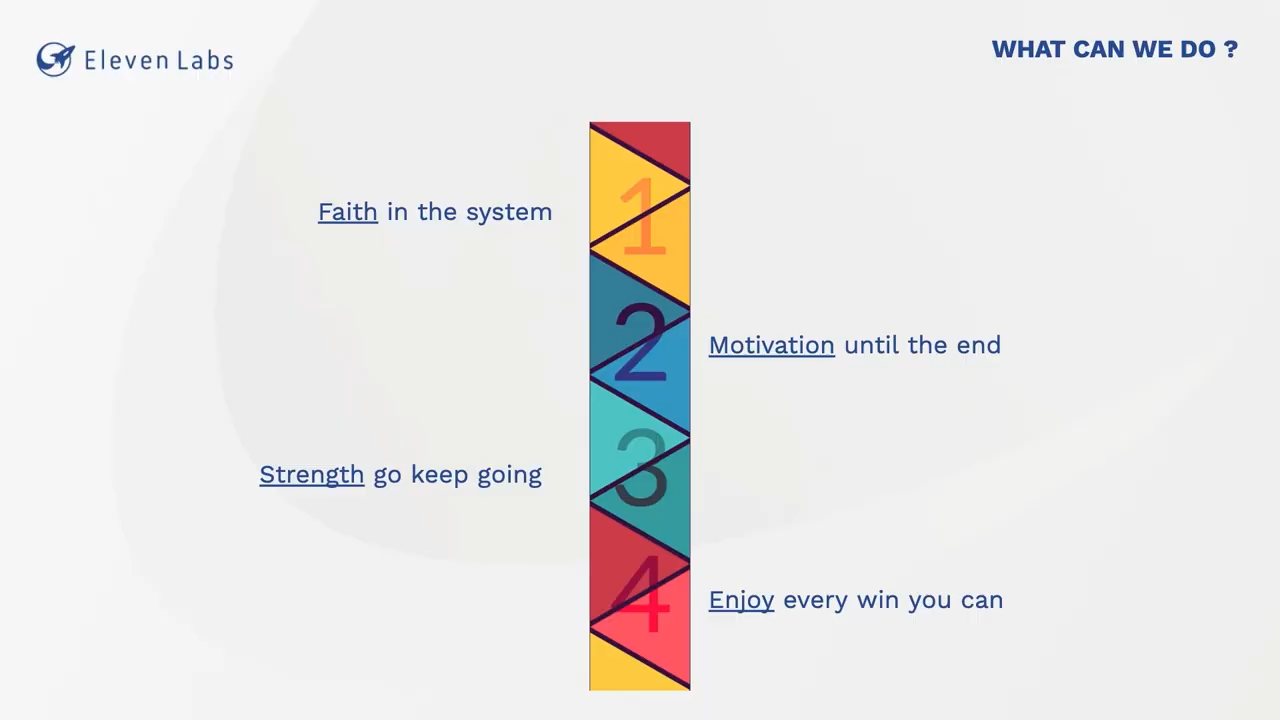 Eleven Labs
WHAT CAN WE DO ?
1
Faith in the system
2
Motivation until the end
3
Strength go keep going
4
Enjoy every win you can